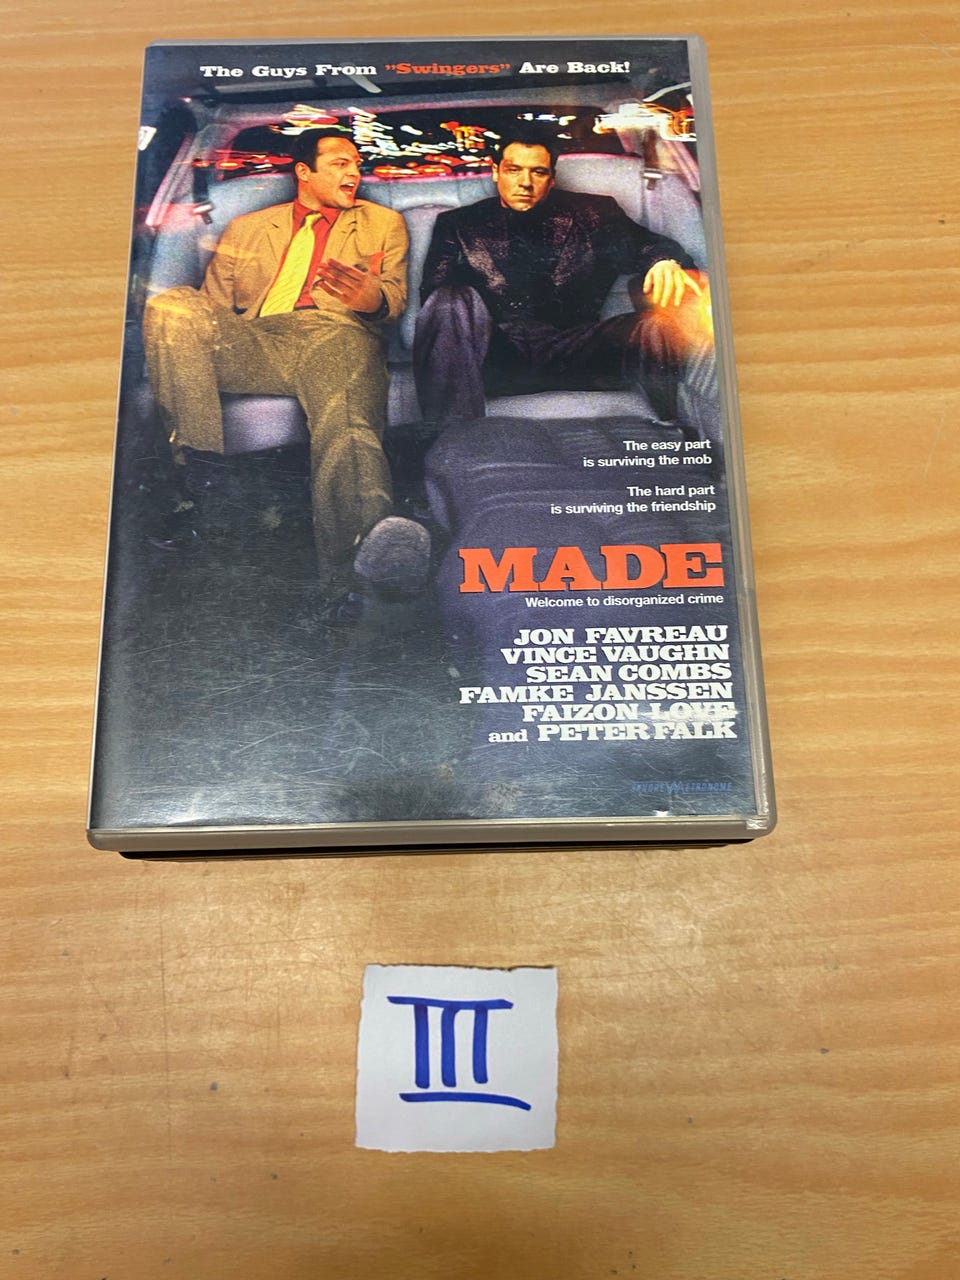 The Guys From "Swingers" Are Back!
The easy part
is surviving the mob
The hard part
is surviving the friendship
MADE
Welcome to disorganized crime
JON FAVREAU
VINCE VAUGHN
SEAN COMBS
FAMKE JANSSEN
FAIZON LOVE
and PETER FALK
III